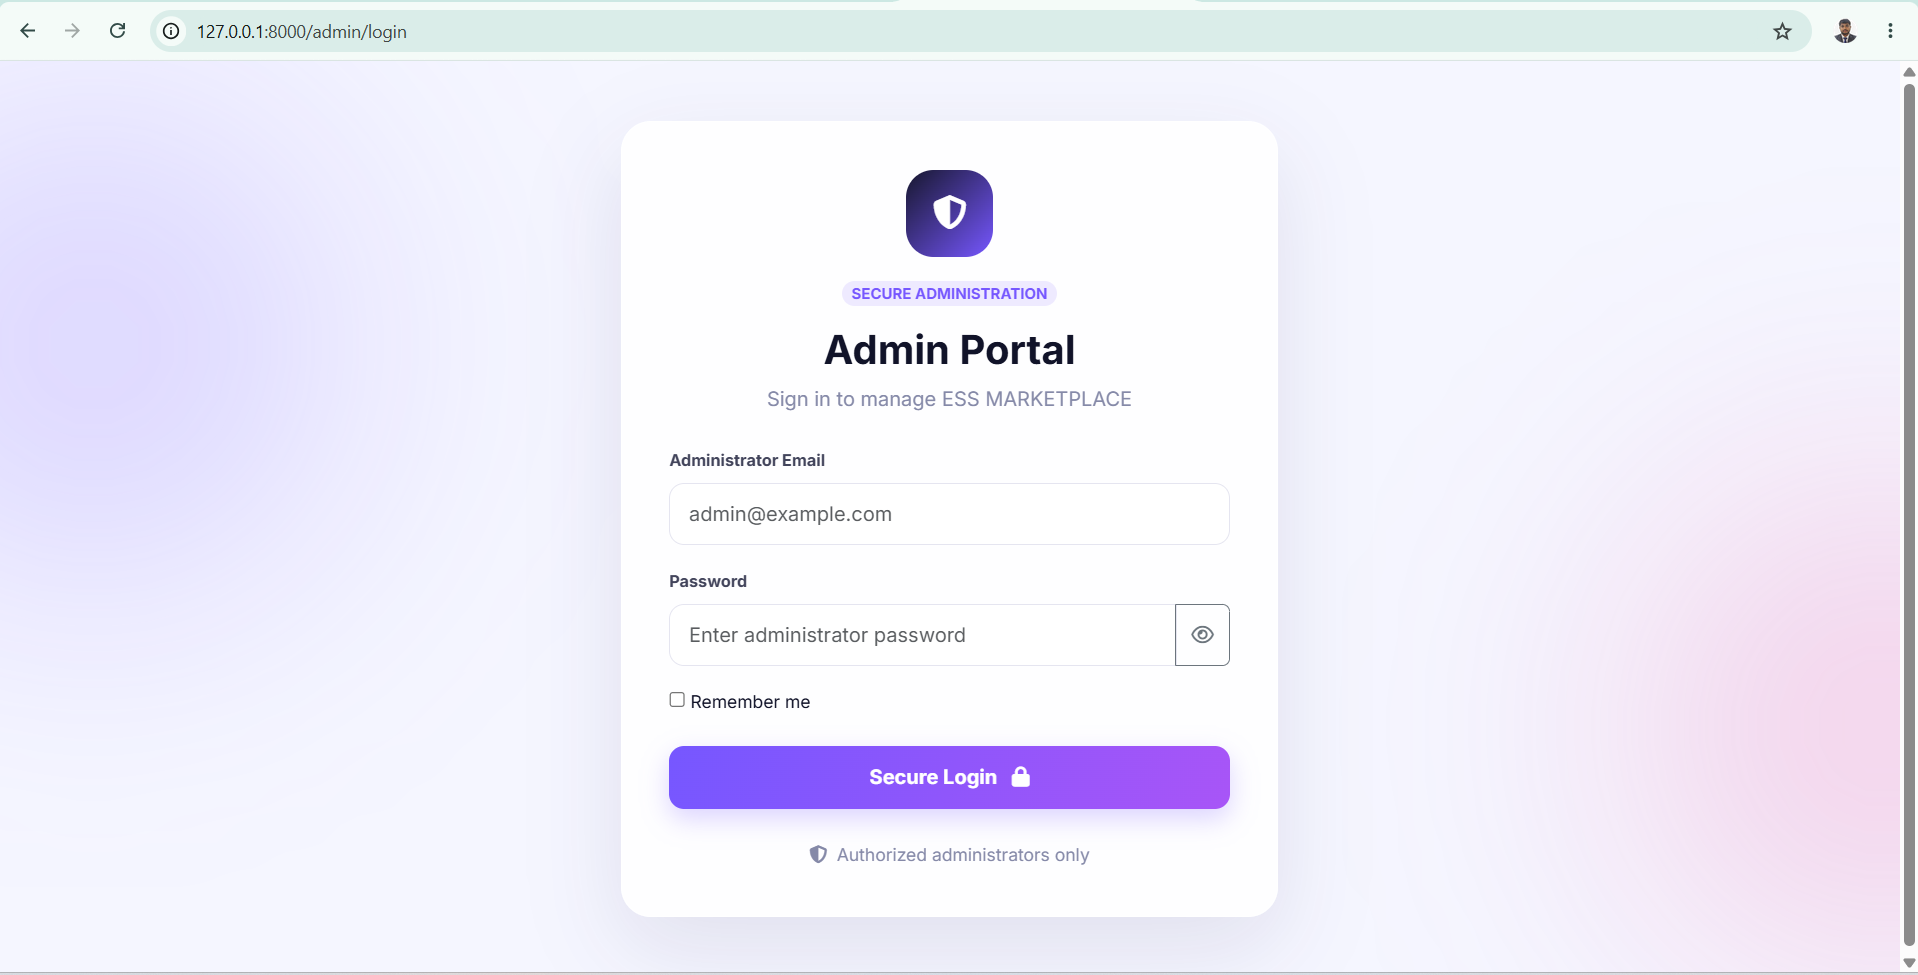 127.0.0.1:8000/admin/login
SECURE ADMINISTRATION
Admin Portal
Sign in to manage ESS MARKETPLACE
Administrator Email
admin@example.com
Password
Enter administrator password
Remember me
Secure Login
Authorized administrators only